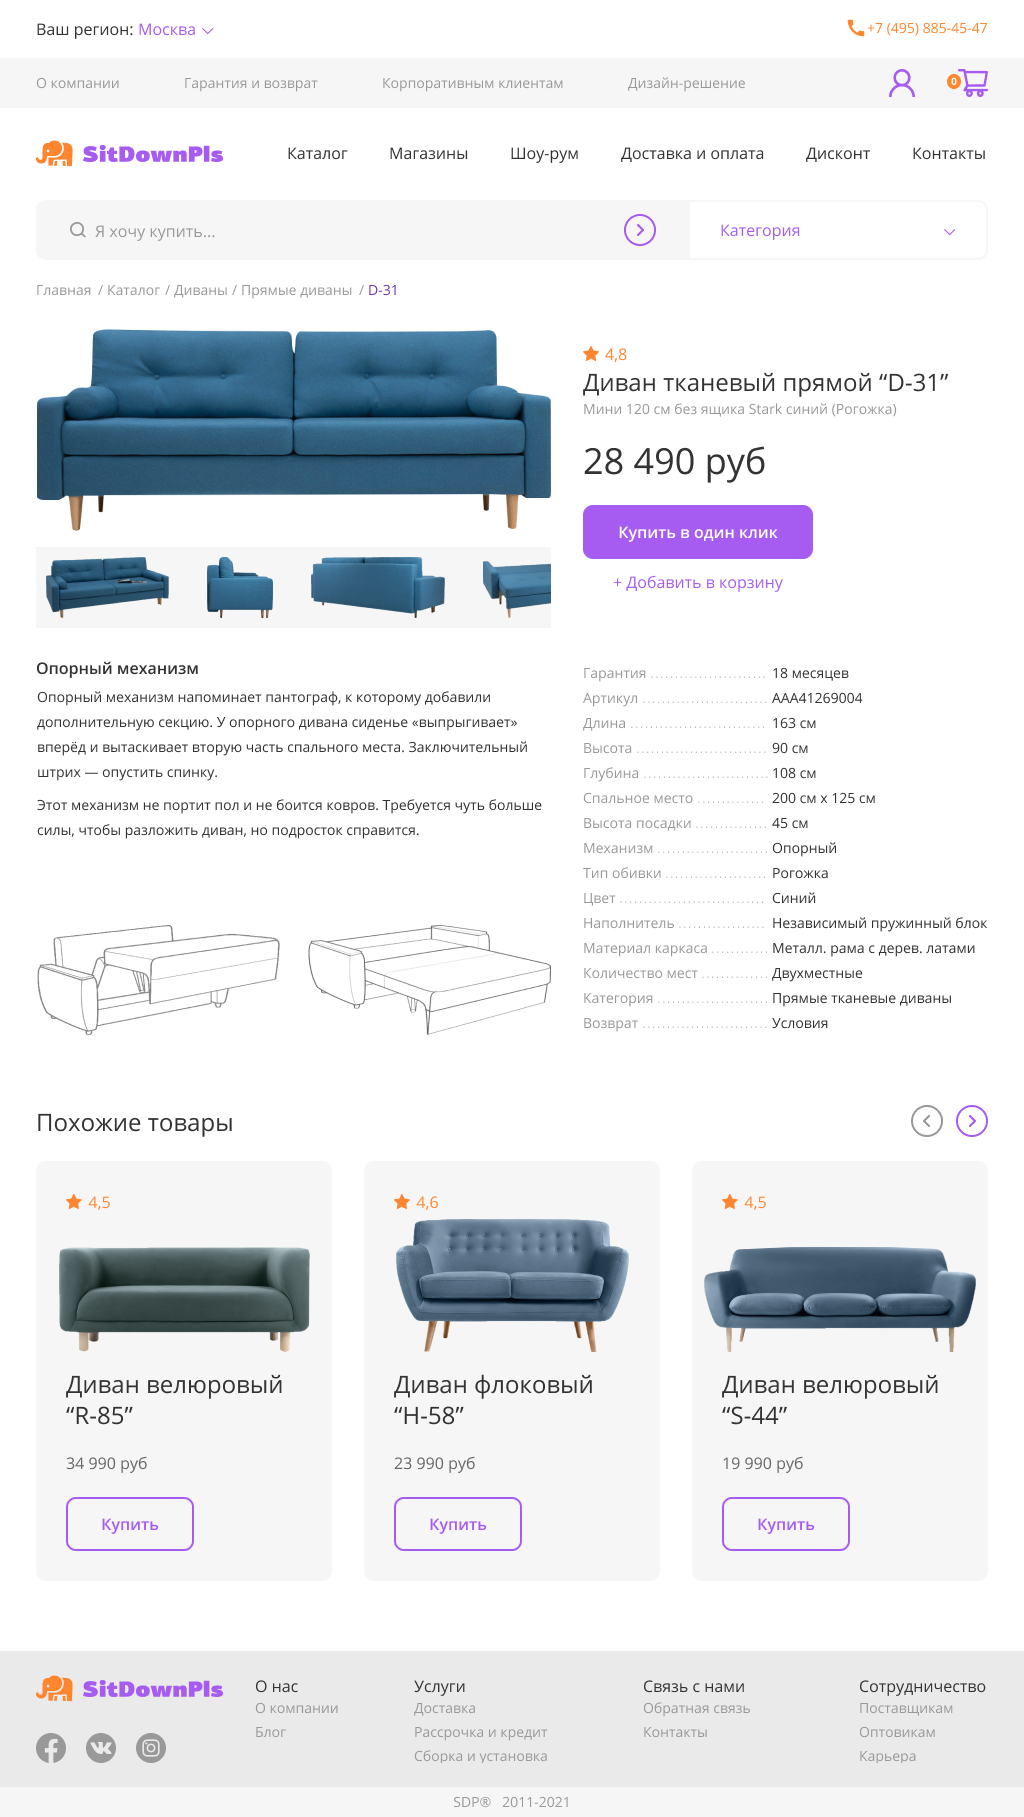 Ваш регион: Москва
+7 (495) 885-45-47
О компании
Гарантия и возврат
Корпоративным клиентам
Дизайн-решение
0
SitDownPls
Каталог
Магазины
Шоу-рум
Доставка и оплата
Дисконт
Контакты
Я хочу купить...
Категория
Главная / Каталог / Диваны / Прямые диваны / D-31
4,8
Диван тканевый прямой “D-31”
Мини 120 см без ящика Stark синий (Рогожка)
28 490 руб
Купить в один клик
+ Добавить в корзину
Опорный механизм
Опорный механизм напоминает пантограф, к которому добавили
дополнительную секцию. У опорного дивана сиденье «выпрыгивает»
вперёд и вытаскивает вторую часть спального места. Заключительный
штрих — опустить спинку.
Этот механизм не портит пол и не боится ковров. Требуется чуть больше
силы, чтобы разложить диван, но подросток справится.
Гарантия 18 месяцев
Артикул AAA41269004
Длина 163 см
Высота 90 см
Глубина 108 см
Спальное место 200 см x 125 см
Высота посадки 45 см
Механизм Опорный
Тип обивки Рогожка
Цвет Синий
Наполнитель Независимый пружинный блок
Материал каркаса Металл. рама с дерев. латами
Количество мест Двухместные
Категория Прямые тканевые диваны
Возврат Условия
Похожие товары
4,5
Диван велюровый
“R-85”
34 990 руб
Купить
4,6
Диван флоковый
“H-58”
23 990 руб
Купить
4,5
Диван велюровый
“S-44”
19 990 руб
Купить
SitDownPls
О нас
О компании
Блог
Услуги
Доставка
Рассрочка и кредит
Сборка и установка
Связь с нами
Обратная связь
Контакты
Сотрудничество
Поставщикам
Оптовикам
Карьера
SDP® 2011-2021